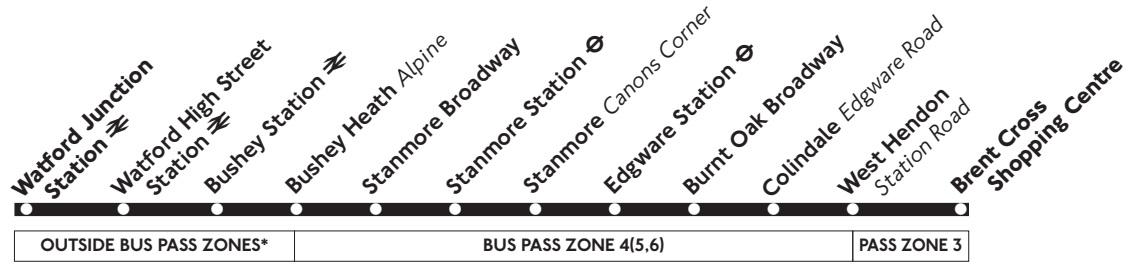 Watford Junction
Station
Watford High Street
Station
Bushey Station
Bushey Heath Alpine
Stanmore Broadway
Stanmore Station
Stanmore Canons Corner
Edgware Station
Burnt Oak Broadway
Colindale Edgware Road
West Hendon
Station Road
Brent Cross
Shopping Centre
OUTSIDE BUS PASS ZONES*
BUS PASS ZONE 4(5,6)
PASS ZONE 3